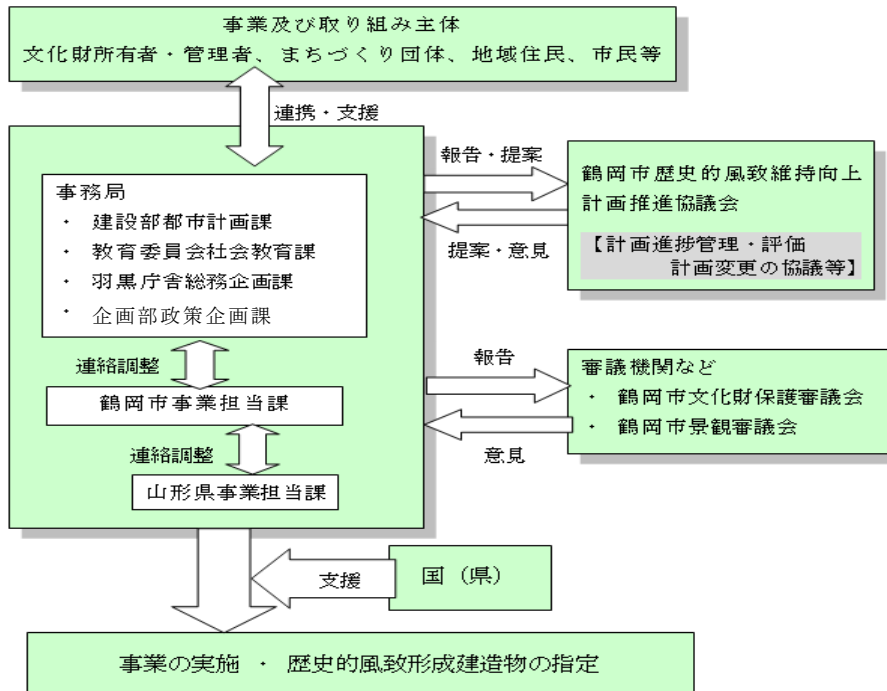 事業及び取り組み主体
文化財所有者・管理者、まちづくり団体、地域住民、市民等
連携・支援
事務局
・ 建設部都市計画課
・ 教育委員会社会教育課
・ 羽黒庁舎総務企画課
・ 企画部政策企画課
連絡調整
鶴岡市事業担当課
連絡調整
山形県事業担当課
報告・提案
提案・意見
鶴岡市歴史的風致維持向上
計画推進協議会
【計画進捗管理・評価
計画変更の協議等】
報告
意見
審議機関など
・ 鶴岡市文化財保護審議会
・ 鶴岡市景観審議会
支援
国（県）
事業の実施 ・ 歴史的風致形成建造物の指定